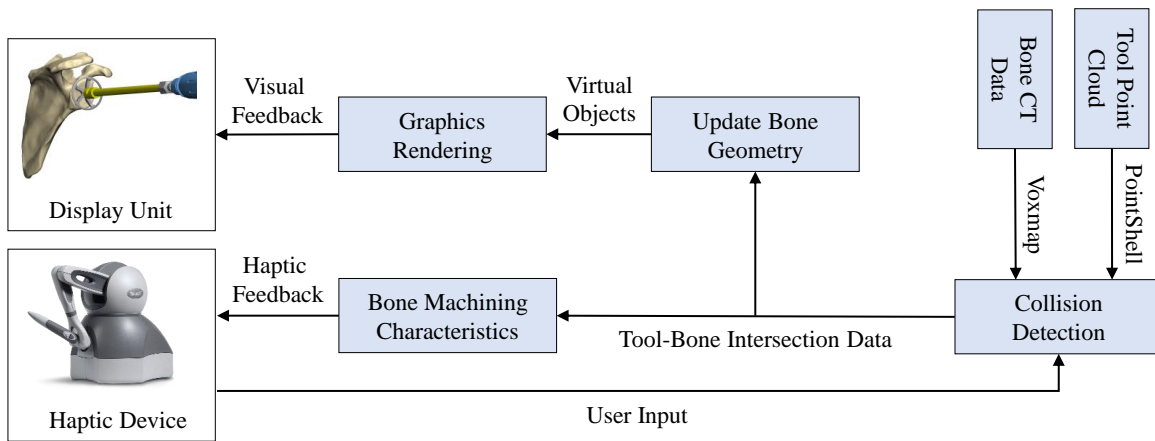 Display Unit
Visual
Feedback
Graphics
Rendering
Virtual
Objects
Update Bone
Geometry
Bone CT
Data
Tool Point
Cloud
Voxmap
PointShell
Haptic Device
Haptic
Feedback
Bone Machining
Characteristics
Tool-Bone Intersection Data
Collision
Detection
User Input